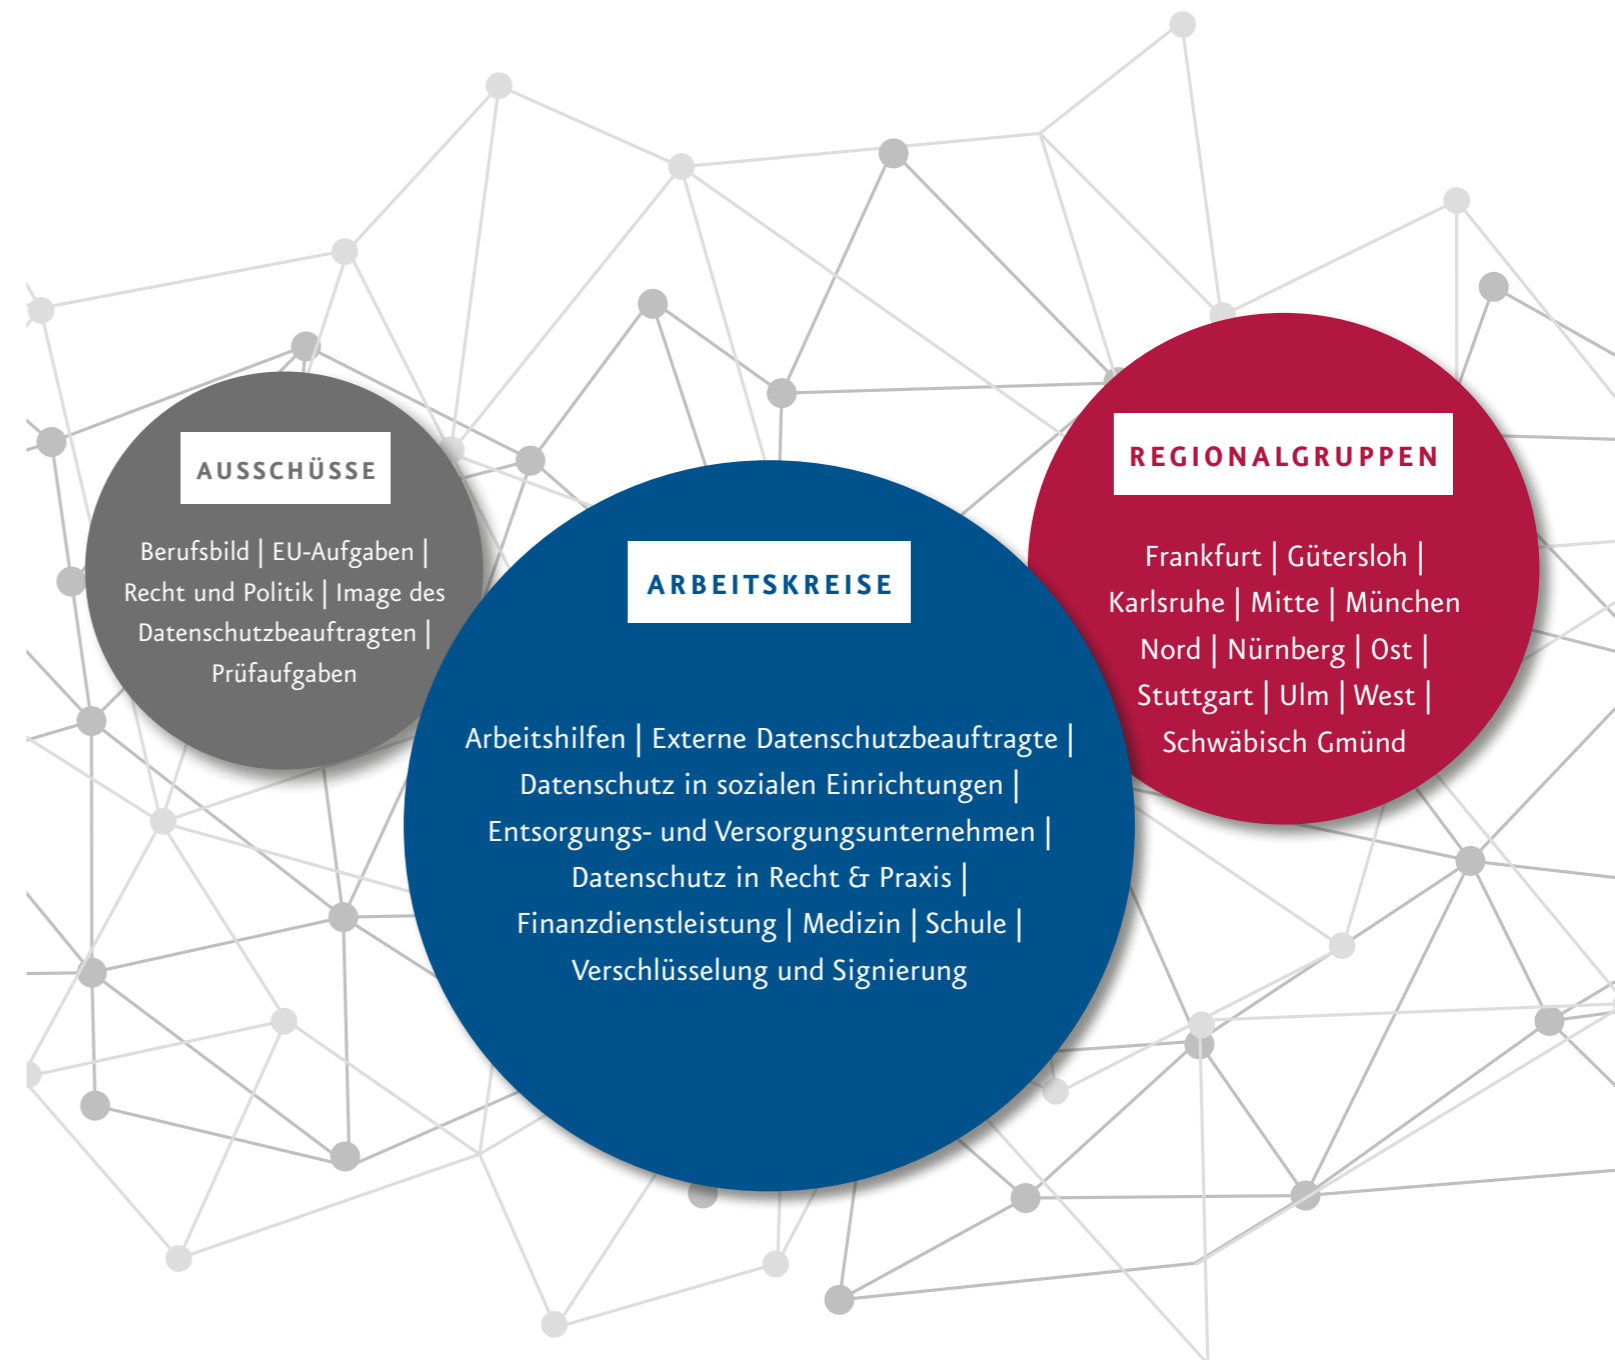 AUSSCHÜSSE
Berufsbild | EU-Aufgaben |
Recht und Politik | Image des
Datenschutzbeauftragten |
Prüfaufgaben
ARBEITSKREISE
Arbeitshilfen | Externe Datenschutzbeauftragte |
Datenschutz in sozialen Einrichtungen |
Entsorgungs- und Versorgungsunternehmen |
Datenschutz in Recht & Praxis |
Finanzdienstleistung | Medizin | Schule |
Verschlüsselung und Signierung
REGIONALGRUPPEN
Frankfurt | Gütersloh |
Karlsruhe | Mitte | München
Nord | Nürnberg | Ost |
Stuttgart | Ulm | West |
Schwäbisch Gmünd